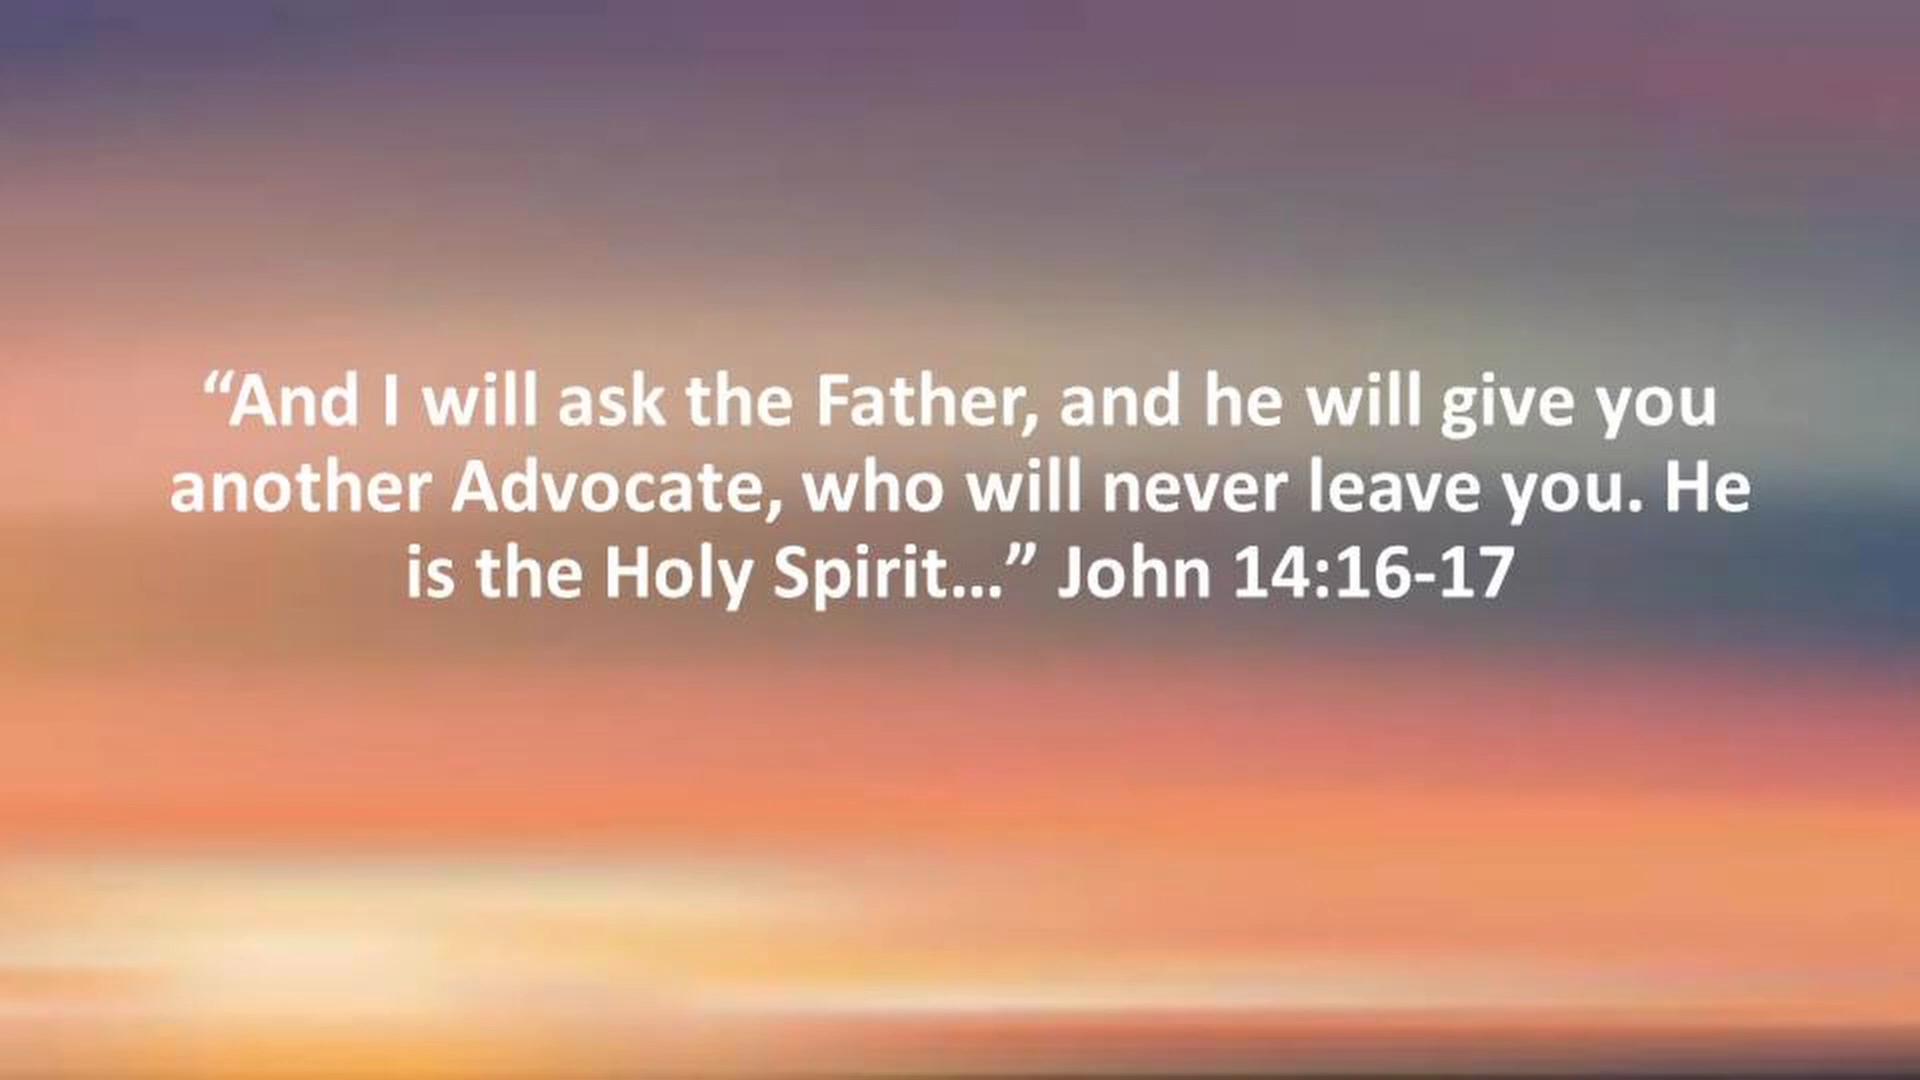 “And I will ask the Father, and he will give you
another Advocate, who will never leave you. He
is the Holy Spirit...” John 14:16-17